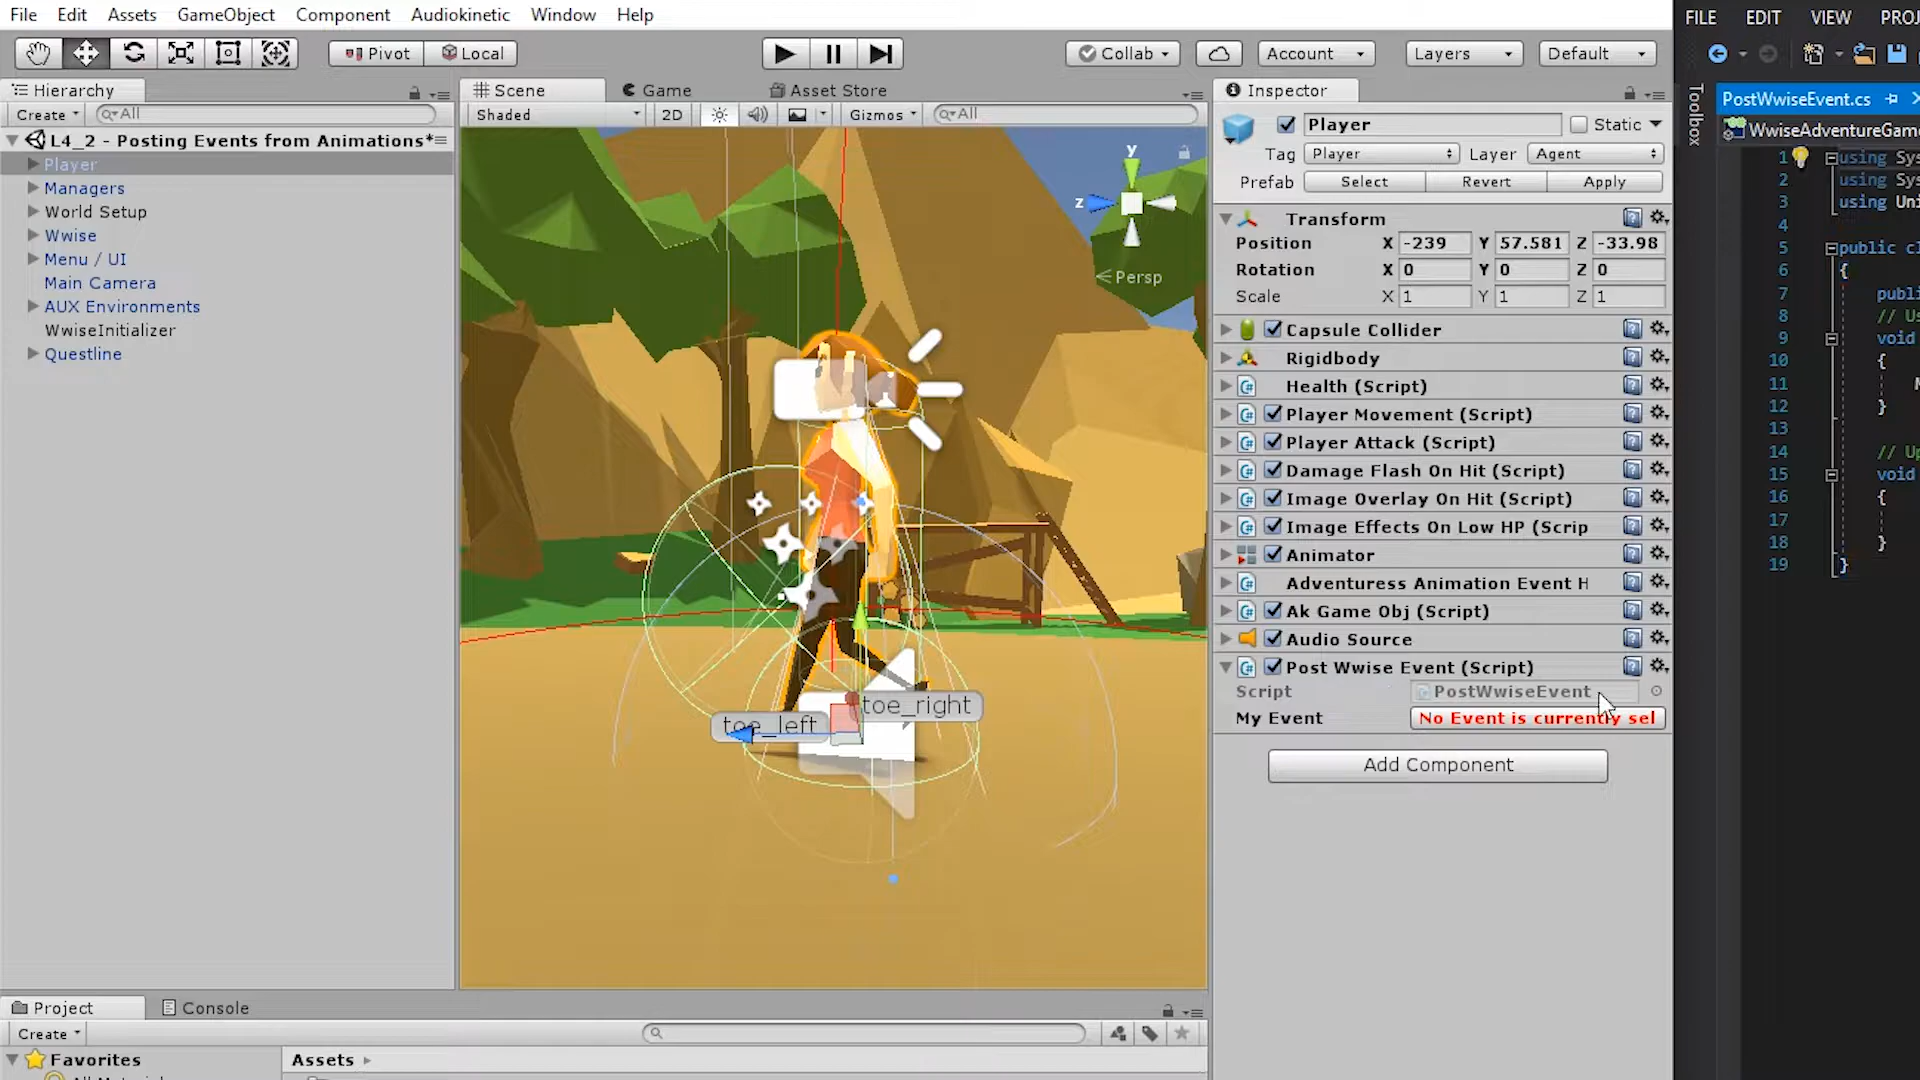 File Edit Assets GameObject Component Audiokinetic Window Help
FILE EDIT VIEW
Pivot Local
Collab Account Layers Default
Hierarchy
Create All
L4_2 - Posting Events from Animations*
Player
Managers
World Setup
Wwise
Menu / UI
Main Camera
AUX Environments
WwiseInitializer
Questline
Scene Game Asset Store
Shaded 2D Gizmos All
y
z
Persp
toe_left
toe_right
Inspector
Player Static
Tag Player Layer Agent
Prefab Select Revert Apply
Transform
Position X -239 Y 57.581 Z -33.98
Rotation X 0 Y 0 Z 0
Scale X 1 Y 1 Z 1
Capsule Collider
Rigidbody
Health (Script)
Player Movement (Script)
Player Attack (Script)
Damage Flash On Hit (Script)
Image Overlay On Hit (Script)
Image Effects On Low HP (Scrip
Animator
Adventuress Animation Event H
Ak Game Obj (Script)
Audio Source
Post Wwise Event (Script)
Script PostWwiseEvent
My Event No Event is currently sel
Add Component
Project Console
Create
Favorites
Assets
Toolbox
PostWwiseEvent.cs
WwiseAdventureGam
1 using Sys
2 using Sys
3 using Uni
4
5 public cl
6 {
7 publi
8 // Us
9 void
10 {
11
12 }
13
14 // Up
15 void
16 {
17
18 }
19 }